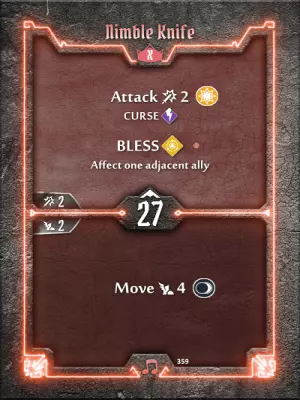 Nimble Knife
X
Attack 2
CURSE
BLESS
Affect one adjacent ally
2
27
2
Move 4
359